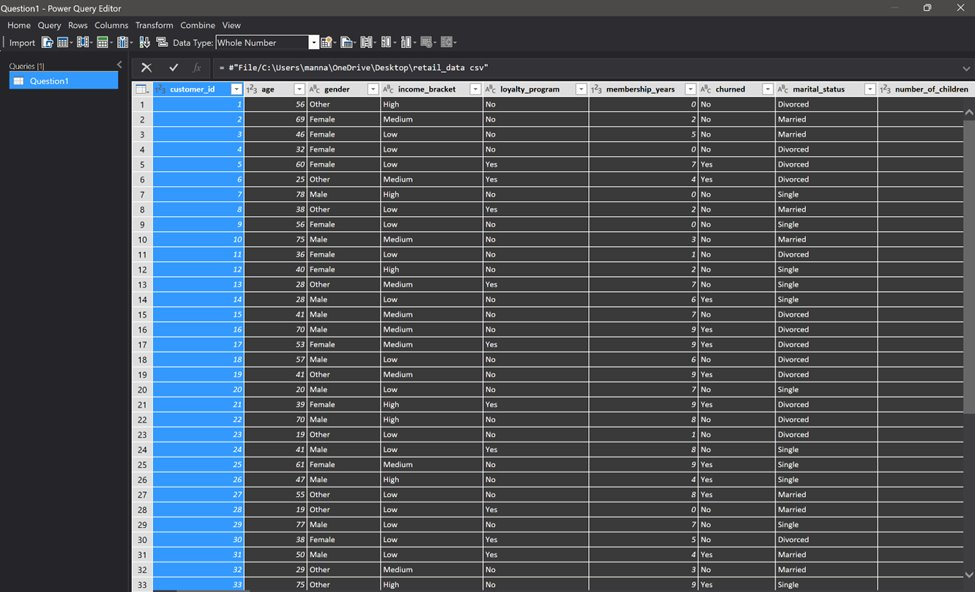 Question1 - Power Query Editor
Home Query Rows Columns Transform Combine View
Import Data Type: Whole Number
Queries [1]
fx = #"File/C:\Users\manna\OneDrive\Desktop\retail_data csv"
Question1
customer_id age gender income_bracket loyalty_program membership_years churned marital_status number_of_children
1 1 56 Other High No 0 No Divorced
2 2 69 Female Medium No 2 No Married
3 3 46 Female Low No 5 No Married
4 4 32 Female Low No 0 No Divorced
5 5 60 Female Low Yes 7 Yes Divorced
6 6 25 Other Medium Yes 4 Yes Divorced
7 7 78 Male High No 0 No Single
8 8 38 Other Low Yes 2 No Married
9 9 56 Female Low No 0 No Single
10 10 75 Male Medium No 3 No Married
11 11 36 Female Low No 1 No Divorced
12 12 40 Female High No 2 No Single
13 13 28 Other Medium Yes 7 No Single
14 14 28 Male Low No 6 Yes Single
15 15 41 Male Medium No 7 No Divorced
16 16 70 Male Medium No 9 Yes Divorced
17 17 53 Female Medium Yes 9 Yes Divorced
18 18 57 Male Low No 6 No Divorced
19 19 41 Other Medium No 9 Yes Divorced
20 20 20 Male Low No 7 No Single
21 21 39 Female High Yes 9 Yes Divorced
22 22 70 Male High No 8 No Divorced
23 23 19 Other Low No 1 No Divorced
24 24 41 Male Low Yes 8 No Single
25 25 61 Female Medium No 9 Yes Single
26 26 47 Male High No 4 Yes Single
27 27 55 Other Low No 8 Yes Married
28 28 19 Other Low Yes 0 No Married
29 29 77 Male Low No 7 No Single
30 30 38 Female Low Yes 5 No Divorced
31 31 50 Male Low Yes 4 Yes Married
32 32 29 Other Medium No 3 No Married
33 33 75 Other High No 9 Yes Single